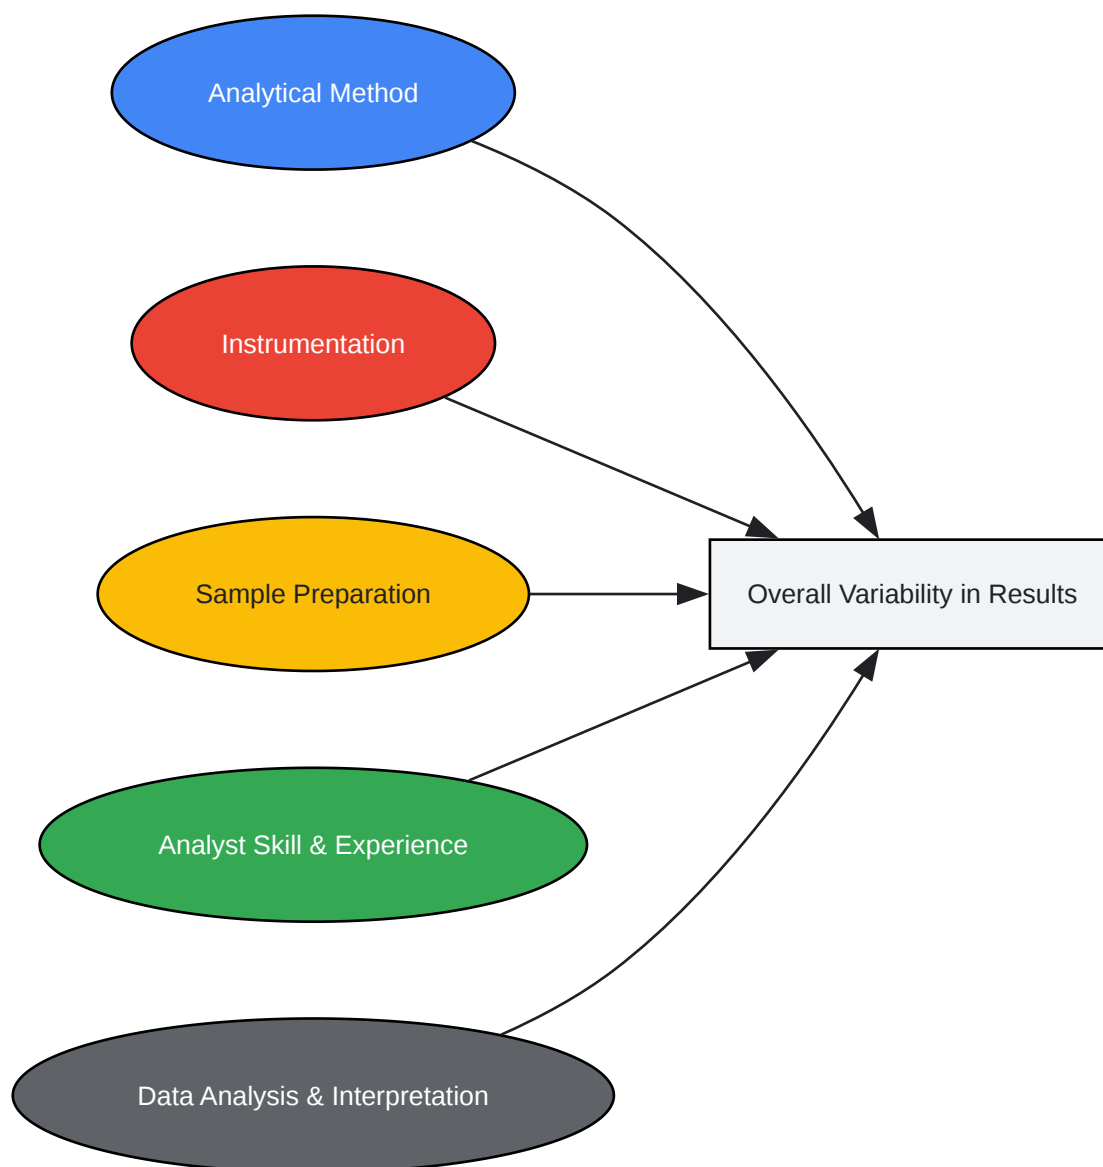 Analytical Method
Instrumentation
Sample Preparation
Overall Variability in Results
Analyst Skill & Experience
Data Analysis & Interpretation